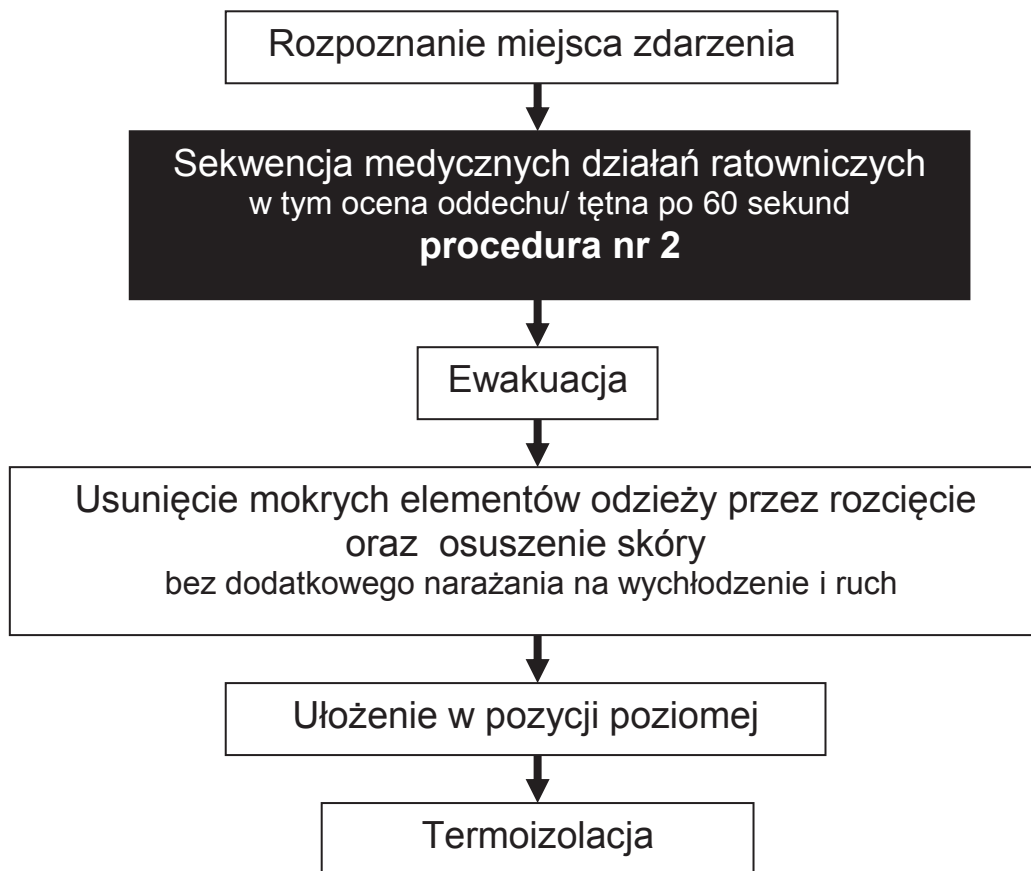 Rozpoznanie miejsca zdarzenia
Sekwencja medycznych działań ratowniczych
w tym ocena oddechu/ tętna po 60 sekund
procedura nr 2
Ewakuacja
Usunięcie mokrych elementów odzieży przez rozcięcie
oraz osuszenie skóry
bez dodatkowego narażania na wychłodzenie i ruch
Ułożenie w pozycji poziomej
Termoizolacja